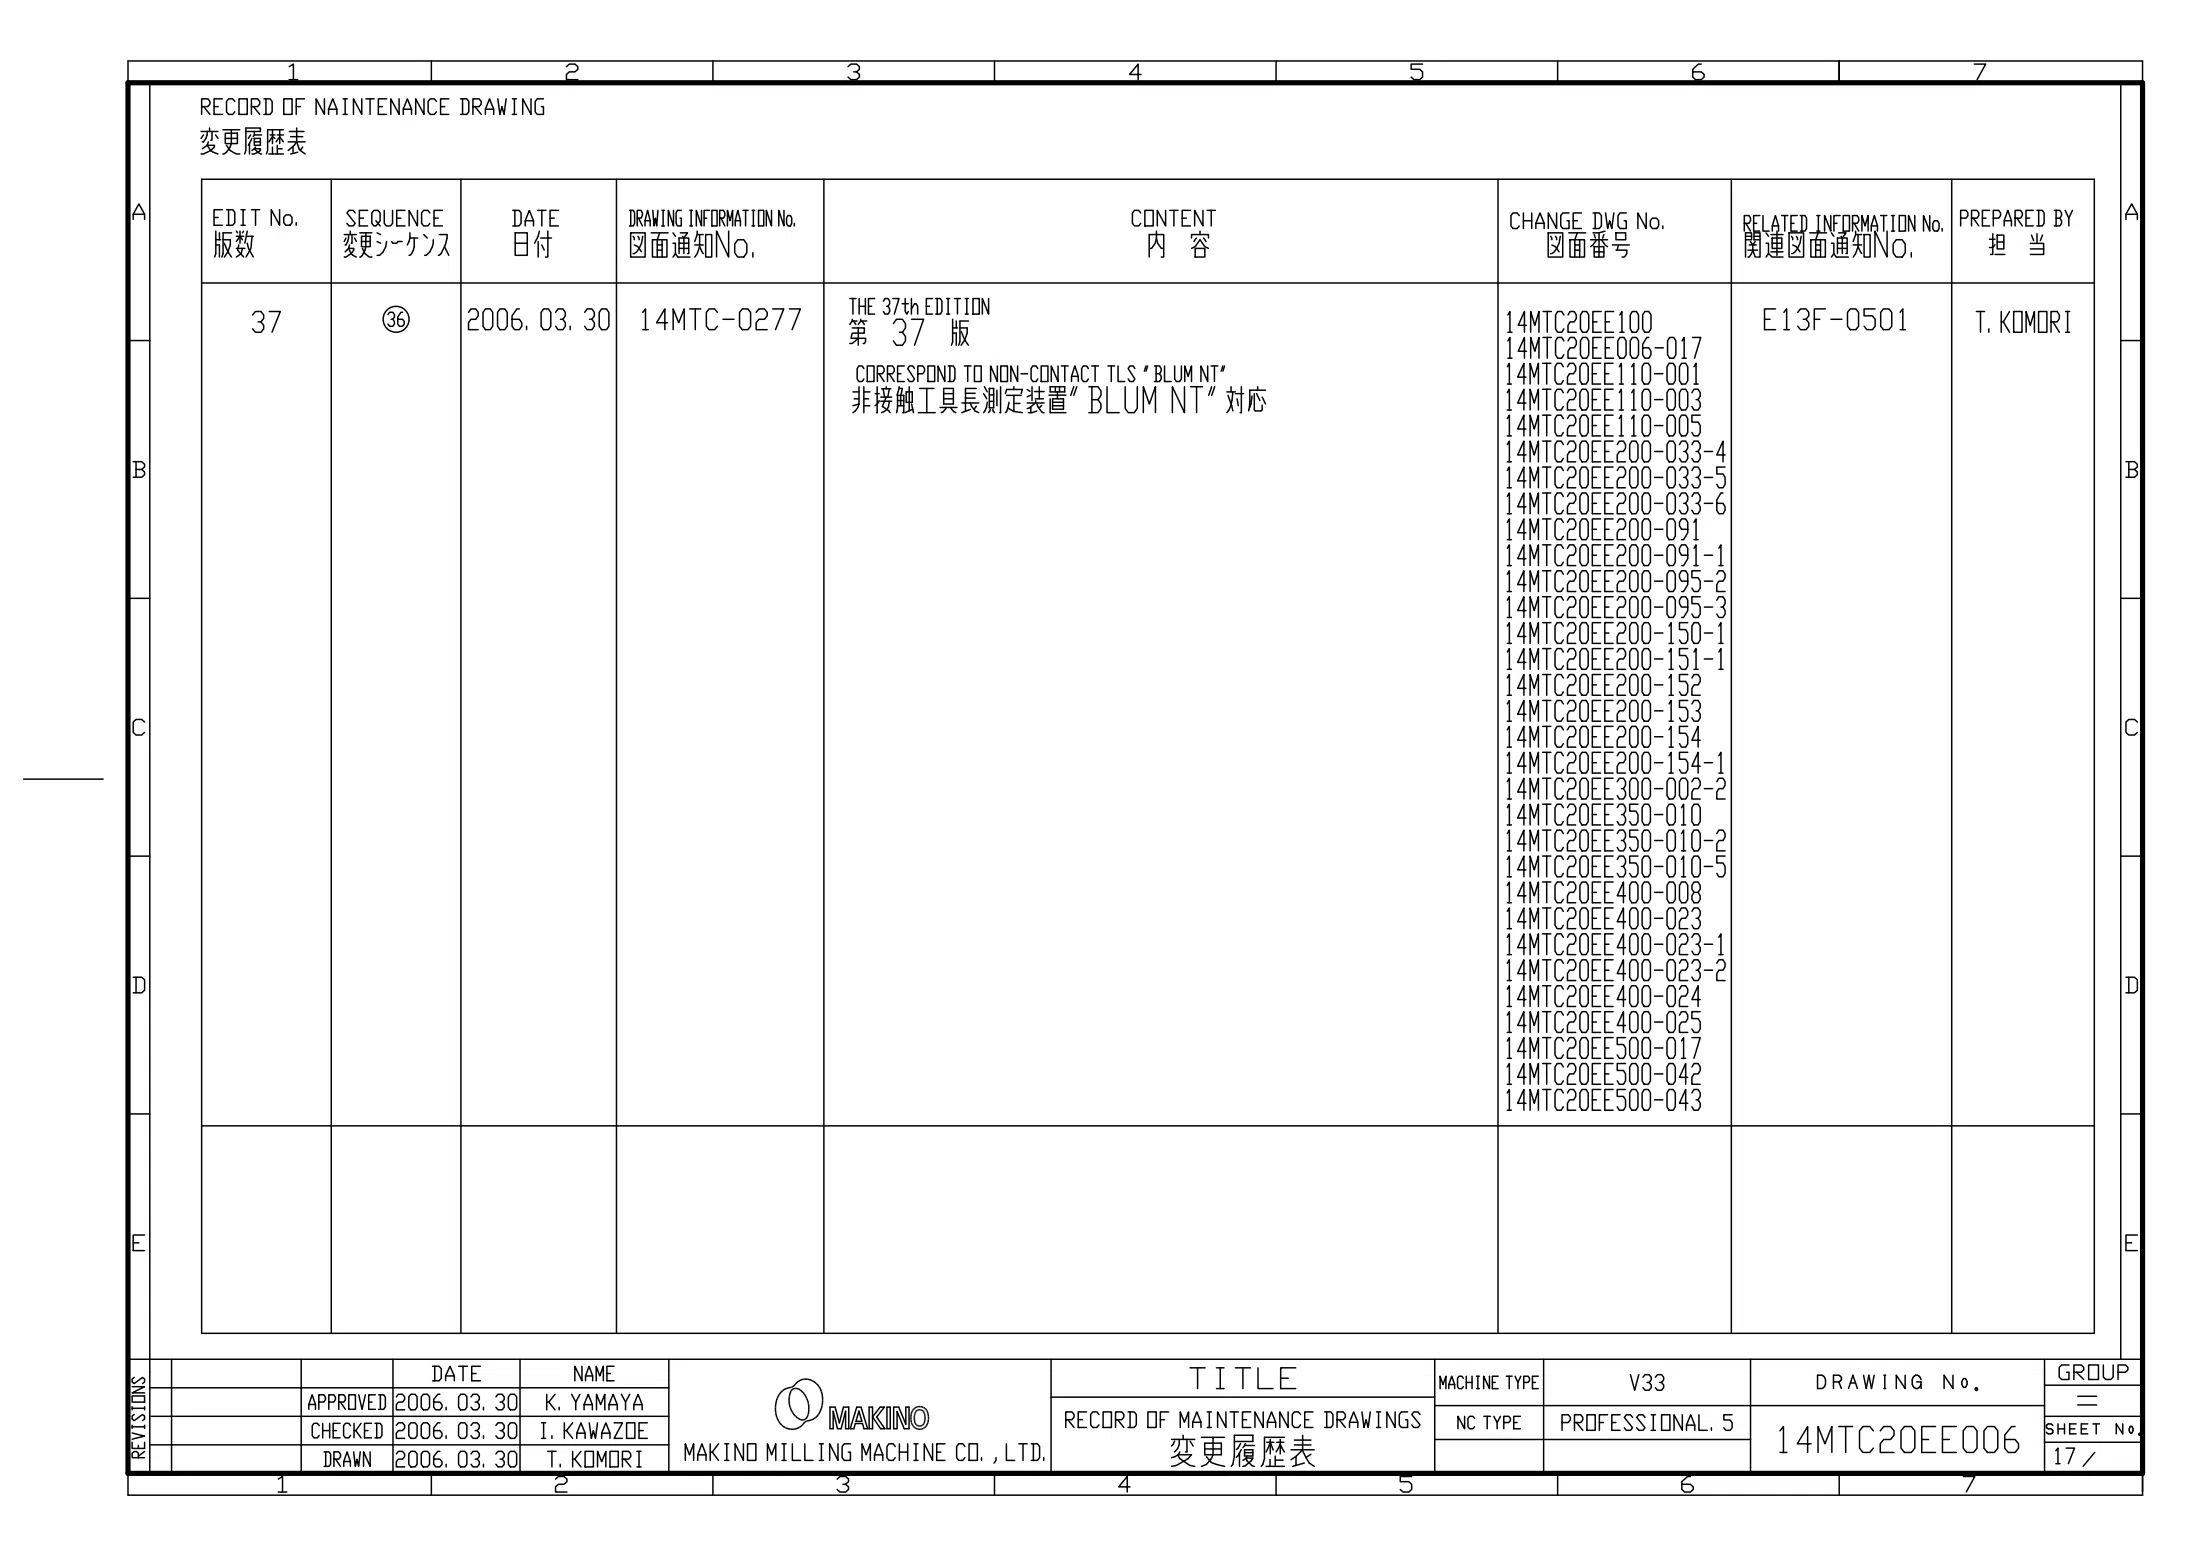 1 2 3 4 5 6 7
RECORD OF NAINTENANCE DRAWING
変更履歴表
EDIT No. SEQUENCE DATE DRAWING INFORMATION No. CONTENT CHANGE DWG No. RELATED INFORMATION No. PREPARED BY
版数 変更シーケンス 日付 図面通知No. 内 容 図面番号 関連図面通知No. 担 当
37 ㊱ 2006. 03. 30 14MTC-0277
THE 37th EDITION
第 37 版
CORRESPOND TO NON-CONTACT TLS "BLUM NT"
非接触工具長測定装置"BLUM NT"対応
14MTC20EE100
14MTC20EE006-017
14MTC20EE110-001
14MTC20EE110-003
14MTC20EE110-005
14MTC20EE200-033-4
14MTC20EE200-033-5
14MTC20EE200-033-6
14MTC20EE200-091
14MTC20EE200-091-1
14MTC20EE200-095-2
14MTC20EE200-095-3
14MTC20EE200-150-1
14MTC20EE200-151-1
14MTC20EE200-152
14MTC20EE200-153
14MTC20EE200-154
14MTC20EE200-154-1
14MTC20EE300-002-2
14MTC20EE350-010
14MTC20EE350-010-2
14MTC20EE350-010-5
14MTC20EE400-008
14MTC20EE400-023
14MTC20EE400-023-1
14MTC20EE400-023-2
14MTC20EE400-024
14MTC20EE400-025
14MTC20EE500-017
14MTC20EE500-042
14MTC20EE500-043
E13F-0501
T. KOMORI
A A
B B
C C
D D
E E
REVISIONS
DATE NAME
APPROVED 2006. 03. 30 K. YAMAYA
CHECKED 2006. 03. 30 I. KAWAZOE
DRAWN 2006. 03. 30 T. KOMORI
MAKINO
MAKINO MILLING MACHINE CO. , LTD.
TITLE
RECORD OF MAINTENANCE DRAWINGS
変更履歴表
MACHINE TYPE V33
NC TYPE PROFESSIONAL. 5
DRAWING No.
14MTC20EE006
GROUP
=
SHEET No.
17/
1 2 3 4 5 6 7